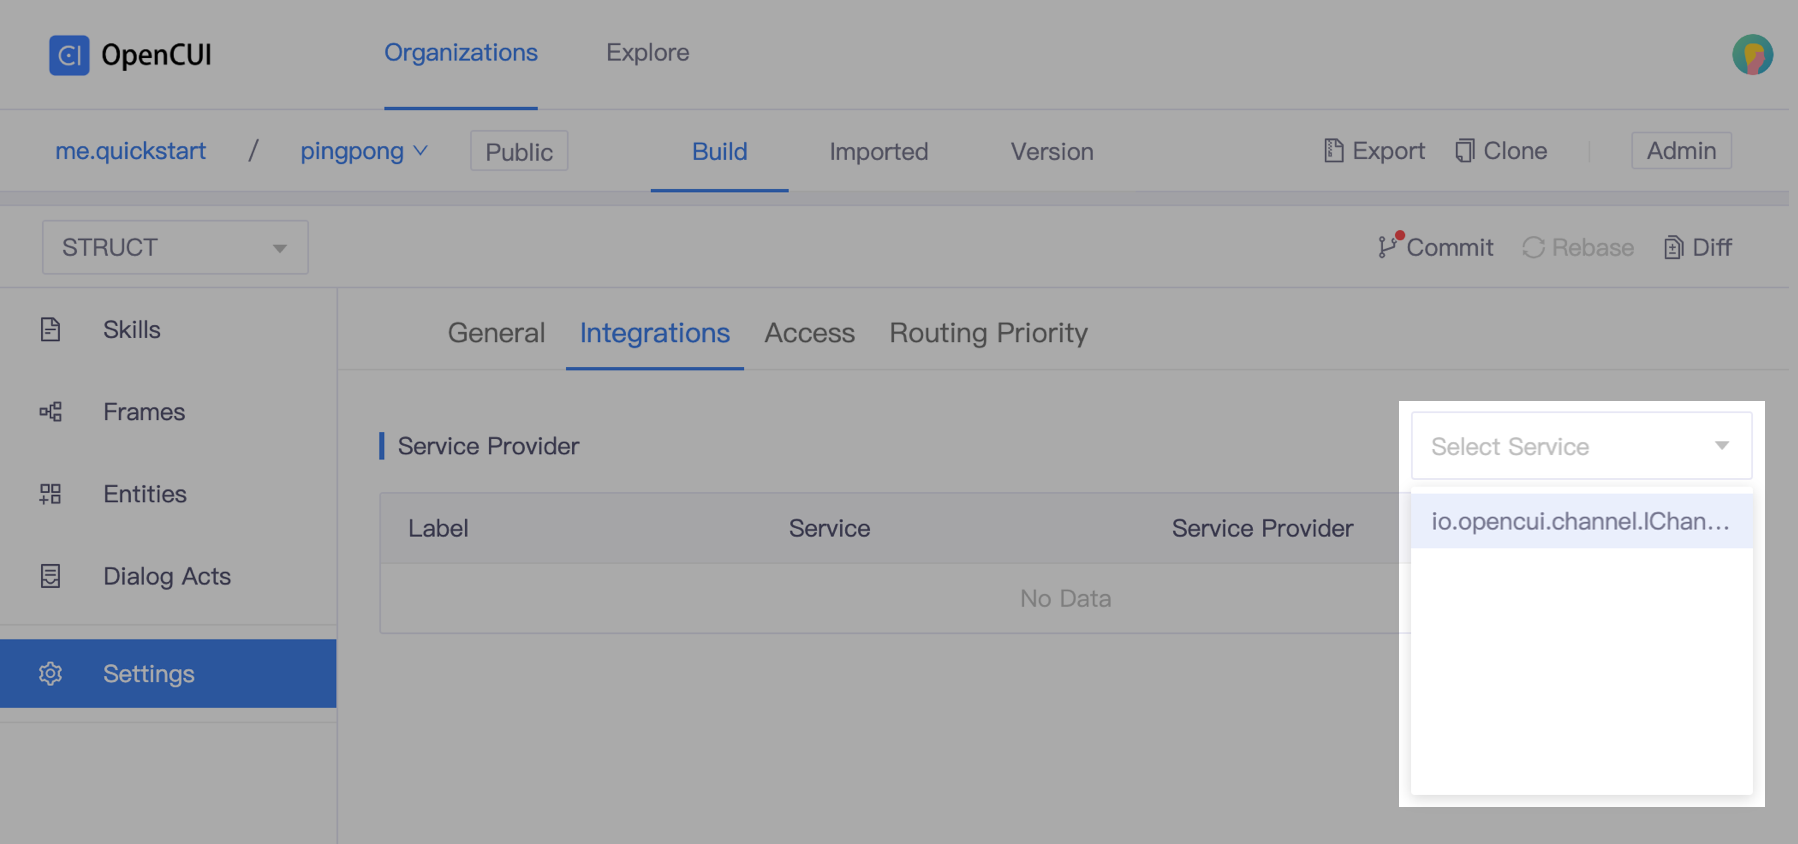 CI OpenCUI Organizations Explore
me.quickstart / pingpong Public Build Imported Version Export Clone Admin
STRUCT Commit Rebase Diff
Skills
Frames
Entities
Dialog Acts
Settings
General Integrations Access Routing Priority
Service Provider
Select Service
io.opencui.channel.IChan...
Label Service Service Provider
No Data